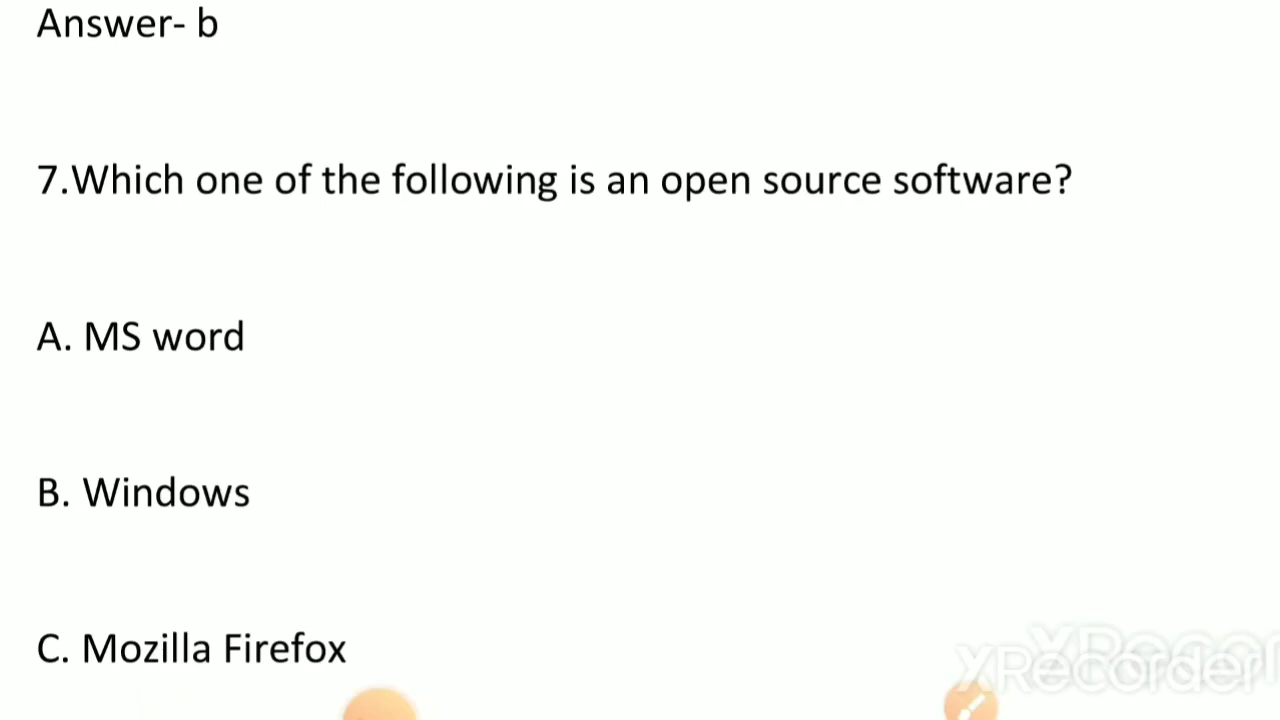 Answer- b
7.Which one of the following is an open source software?
A. MS word
B. Windows
C. Mozilla Firefox
XRecorder